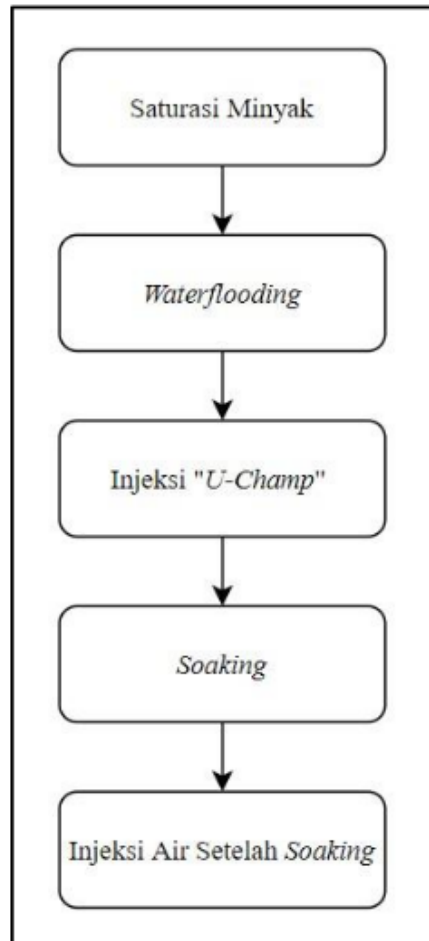 Saturasi Minyak
Waterflooding
Injeksi "U-Champ"
Soaking
Injeksi Air Setelah Soaking